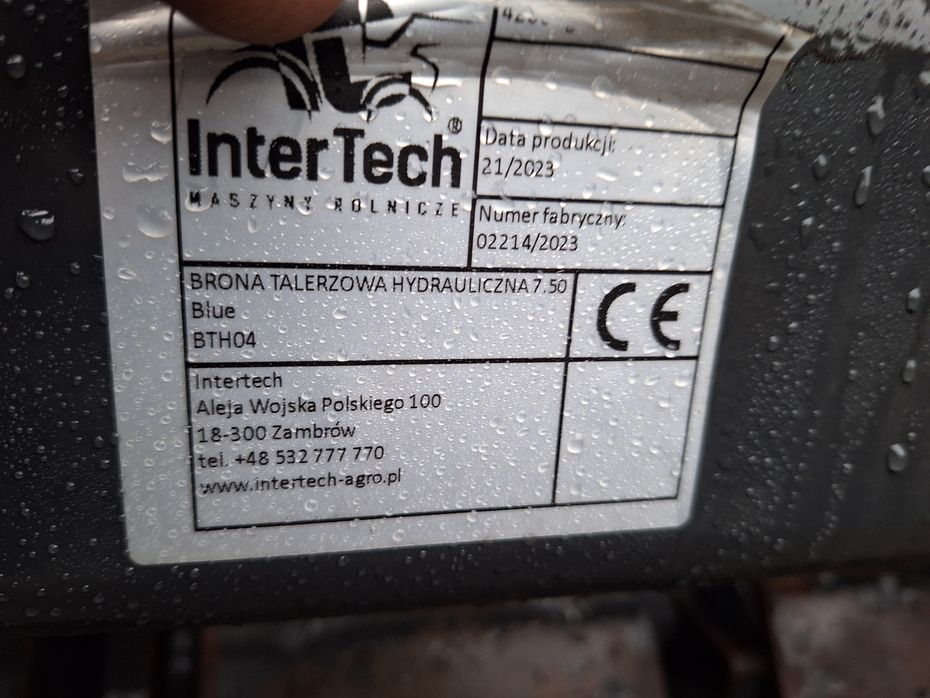 InterTech®
MASZYNY ROLNICZE
Data produkcji:
21/2023
Numer fabryczny:
02214/2023
BRONA TALERZOWA HYDRAULICZNA 7.50
Blue
BTH04
CE
Intertech
Aleja Wojska Polskiego 100
18-300 Zambrów
tel. +48 532 777 770
www.intertech-agro.pl